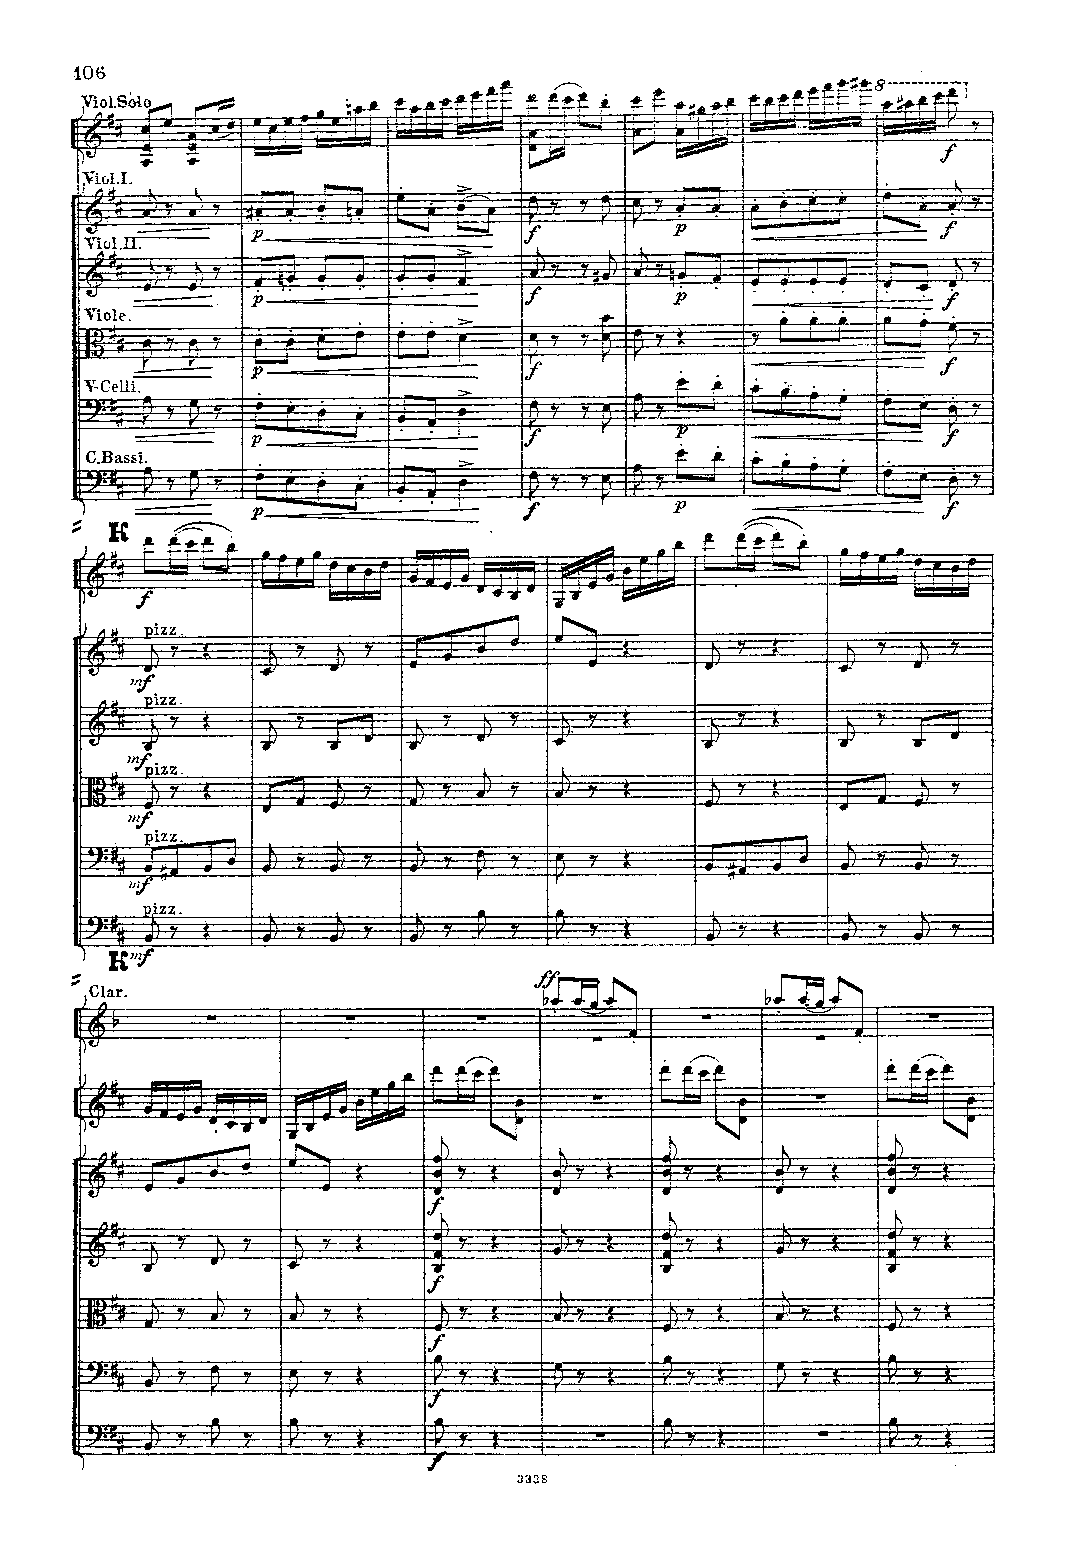 106
Viol.Solo
8
f
Viol.I.
p f p f
Viol.II.
p f p f
Viole.
p f f
V-Celli.
p f p f
C.Bassi.
p f p f
K
f
pizz.
mf
pizz.
mf
pizz.
mf
pizz.
mf
pizz.
K mf
ff
Clar.
f
f
f
f
f
3338